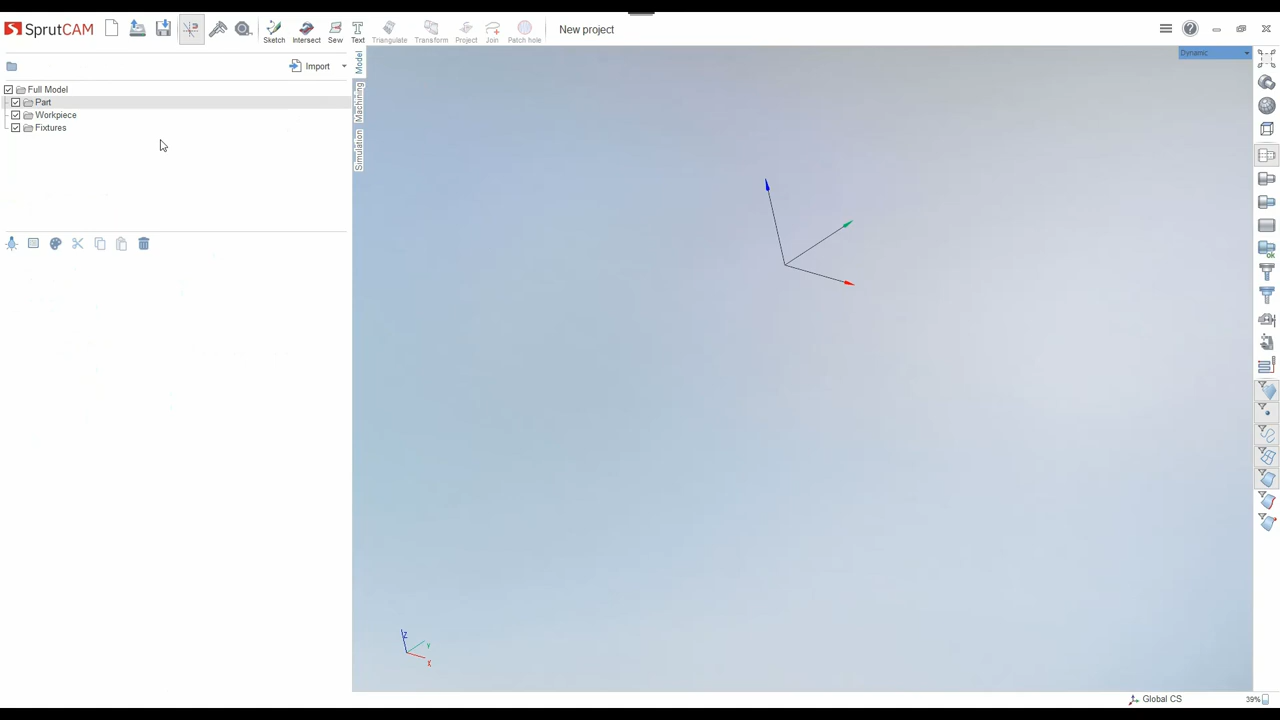 SprutCAM
Sketch
Intersect
Sew
Text
Triangulate
Transform
Project
Join
Patch hole
New project
Import
Model
Machining
Simulation
Dynamic
Full Model
Part
Workpiece
Fixtures
ok
Z
Y
X
Global CS
39%